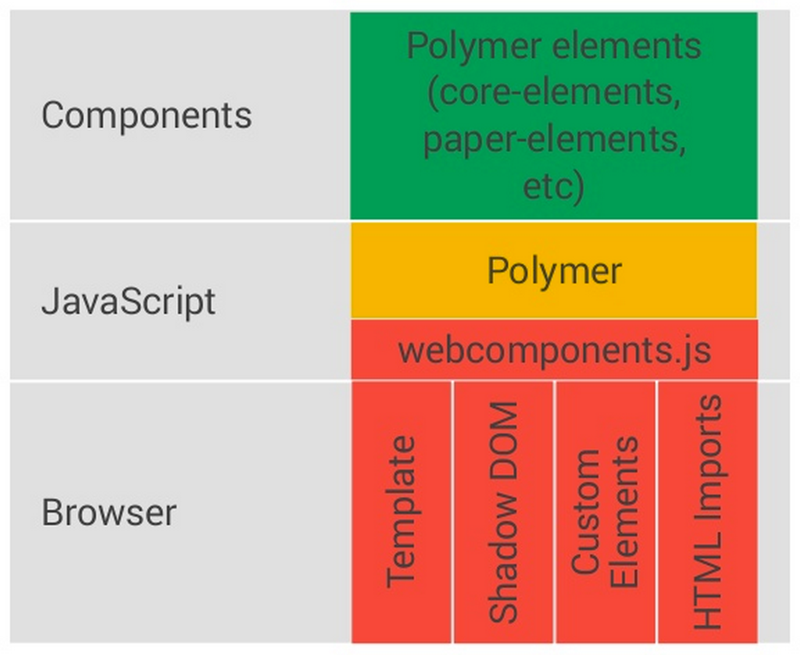 Components
Polymer elements
(core-elements,
paper-elements,
etc)
JavaScript
Polymer
webcomponents.js
Browser
Template
Shadow DOM
Custom
Elements
HTML Imports